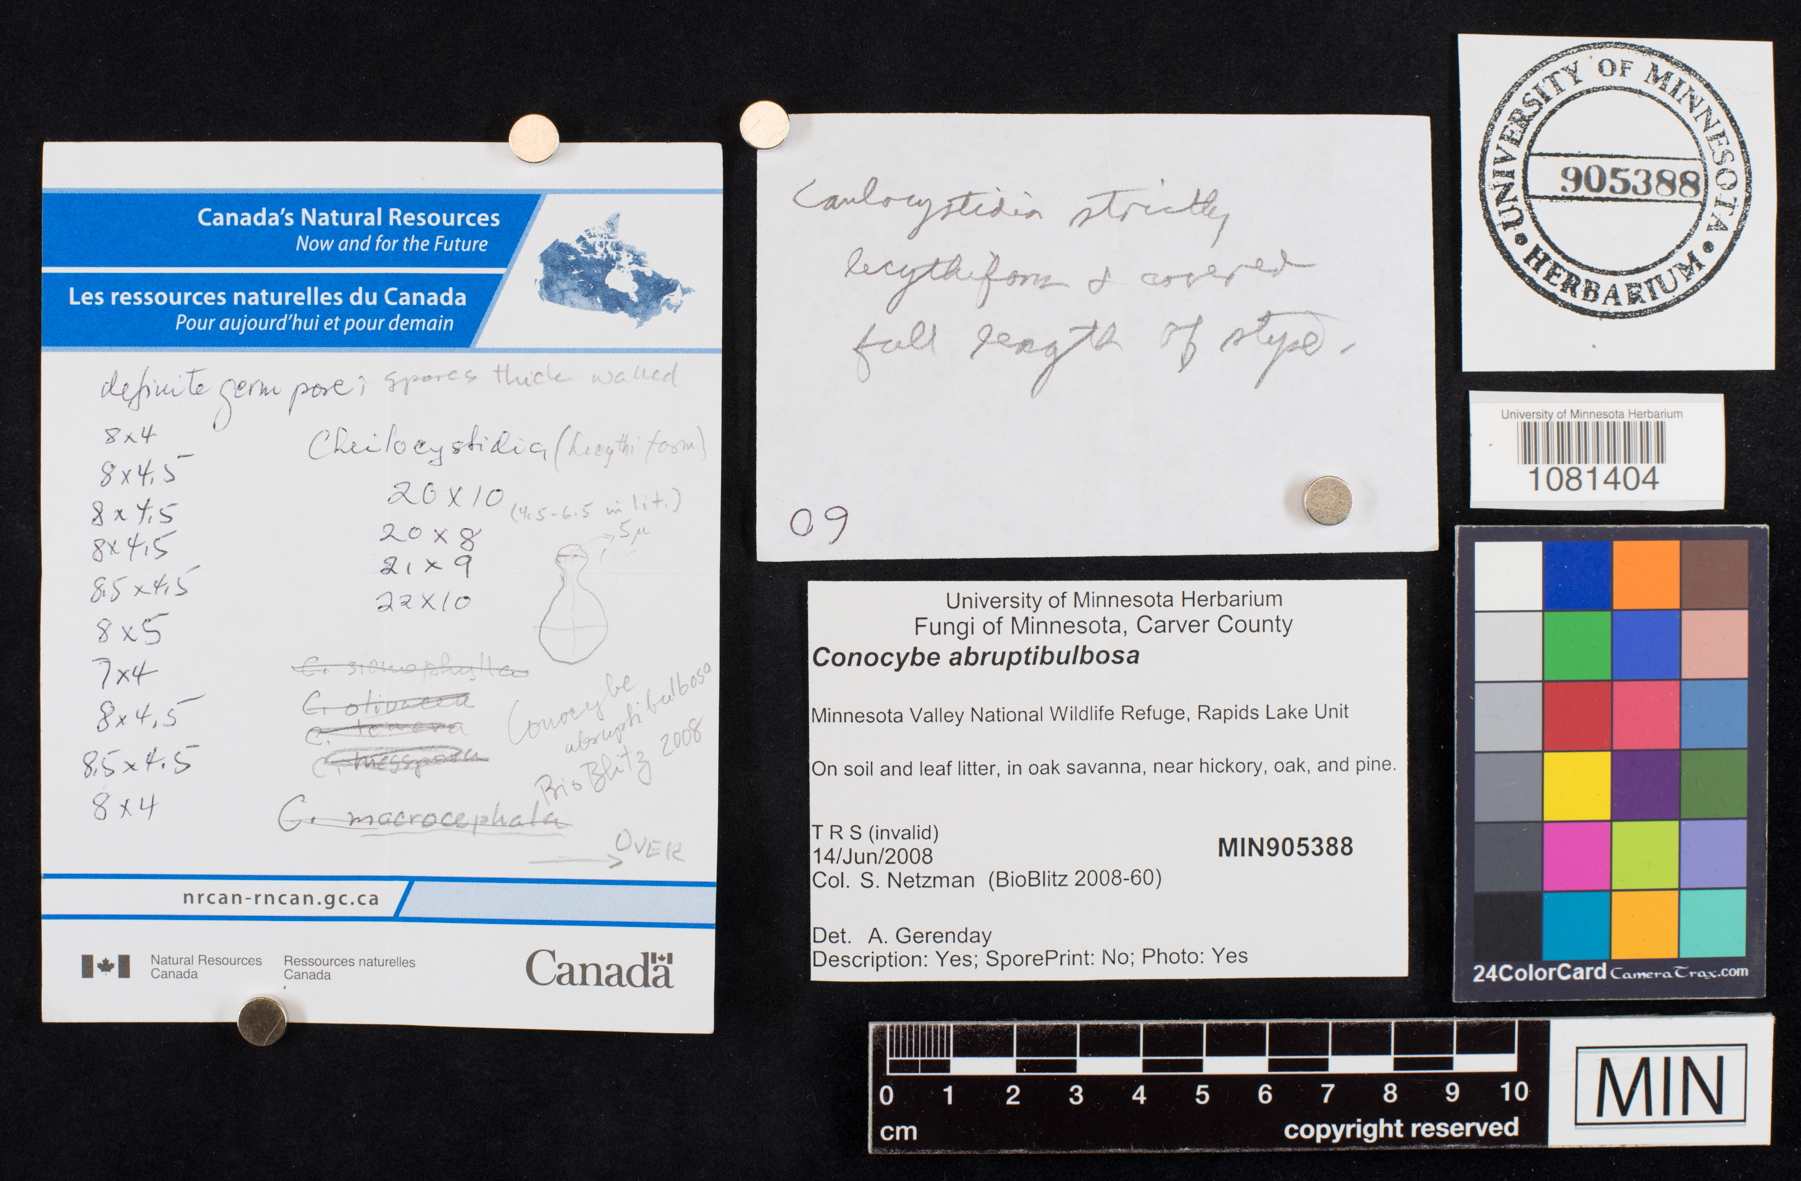 Canada's Natural Resources
Now and for the Future
Les ressources naturelles du Canada
Pour aujourd'hui et pour demain
definite germ pore; spores thick walled
8x4
8x4.5
8x4.5
8x4.5
8.5x4.5
8x5
7x4
8x4.5
8.5x4.5
8x4
Cheilocystidia (lecythiform)
20x10
(4.5-6.5 in lit.)
5µ
20x8
21x9
22x10
C.
C. olivacea
C. tenera
C.
C. macrocephala
Conocybe
abruptibulbosa
BioBlitz 2008
OVER
nrcan-rncan.gc.ca
Natural Resources
Canada
Ressources naturelles
Canada
Canada
Caulocystidia strictly
lecythiform & covered
full length of stype.
09
UNIVERSITY OF MINNESOTA
905388
HERBARIUM
University of Minnesota Herbarium
1081404
University of Minnesota Herbarium
Fungi of Minnesota, Carver County
Conocybe abruptibulbosa
Minnesota Valley National Wildlife Refuge, Rapids Lake Unit
On soil and leaf litter, in oak savanna, near hickory, oak, and pine.
T R S (invalid)
14/Jun/2008
MIN905388
Col. S. Netzman (BioBlitz 2008-60)
Det. A. Gerenday
Description: Yes; SporePrint: No; Photo: Yes
24ColorCard CameraTrax.com
0 1 2 3 4 5 6 7 8 9 10
cm
copyright reserved
MIN